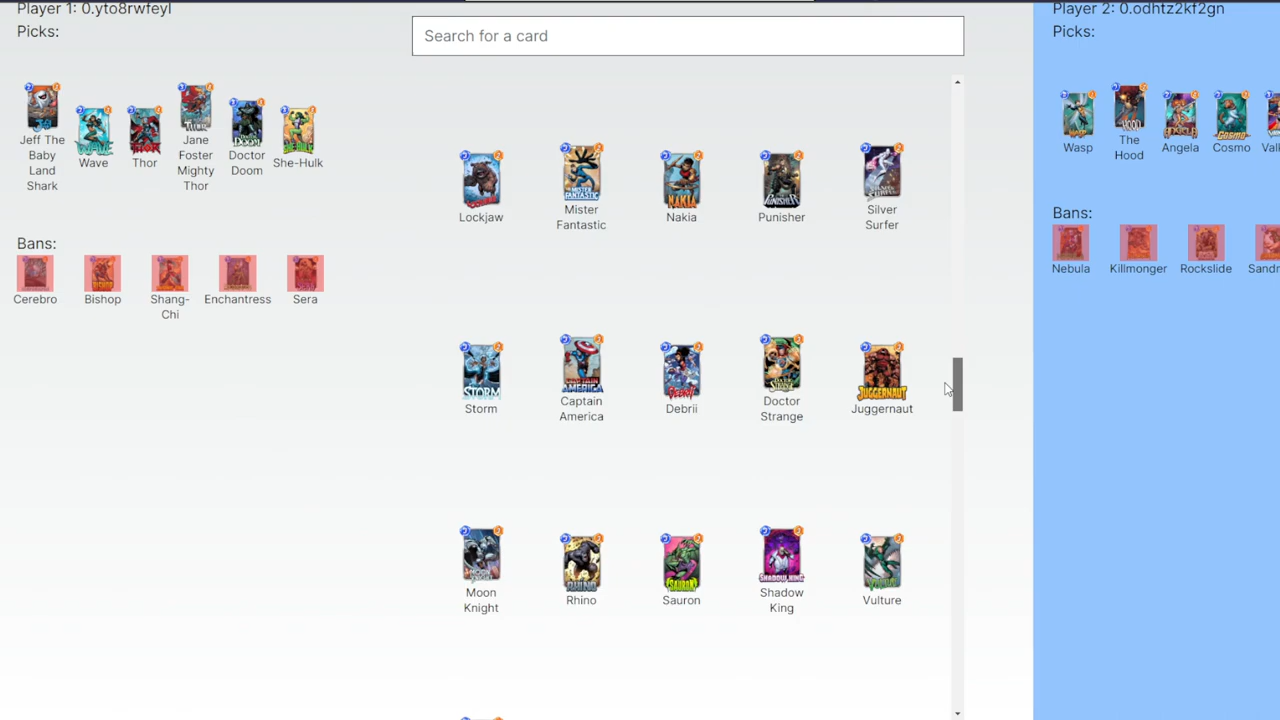 Player 1: 0.yto8rwfeyl
Picks:
Jeff The
Baby
Land
Shark
Wave
Thor
Jane
Foster
Mighty
Thor
Doctor
Doom
She-Hulk
Bans:
Cerebro
Bishop
Shang-
Chi
Enchantress
Sera
Search for a card
Lockjaw
Mister
Fantastic
Nakia
Punisher
Silver
Surfer
Storm
Captain
America
Debrii
Doctor
Strange
Juggernaut
Moon
Knight
Rhino
Sauron
Shadow
King
Vulture
Player 2: 0.odhtz2kf2gn
Picks:
Wasp
The
Hood
Angela
Cosmo
Valk
Bans:
Nebula
Killmonger
Rockslide
Sandr